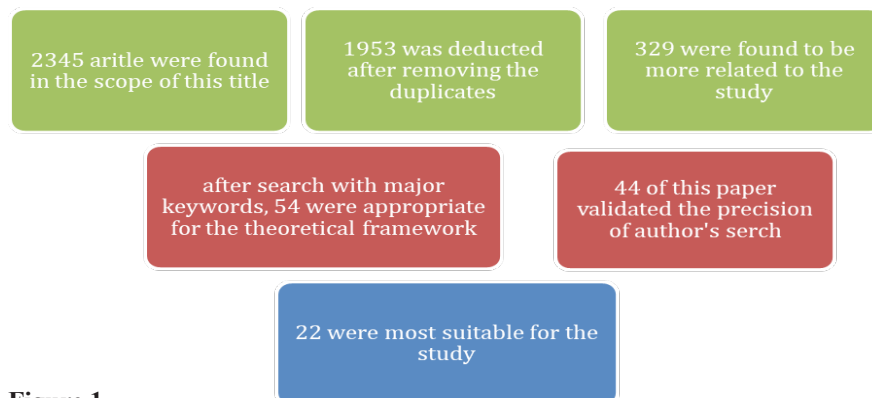 2345 aritle were found
in the scope of this title
1953 was deducted
after removing the
duplicates
329 were found to be
more related to the
study
after search with major
keywords, 54 were appropriate
for the theoretical framework
44 of this paper
validated the precision
of author's serch
22 were most suitable for the
study
Figure 1